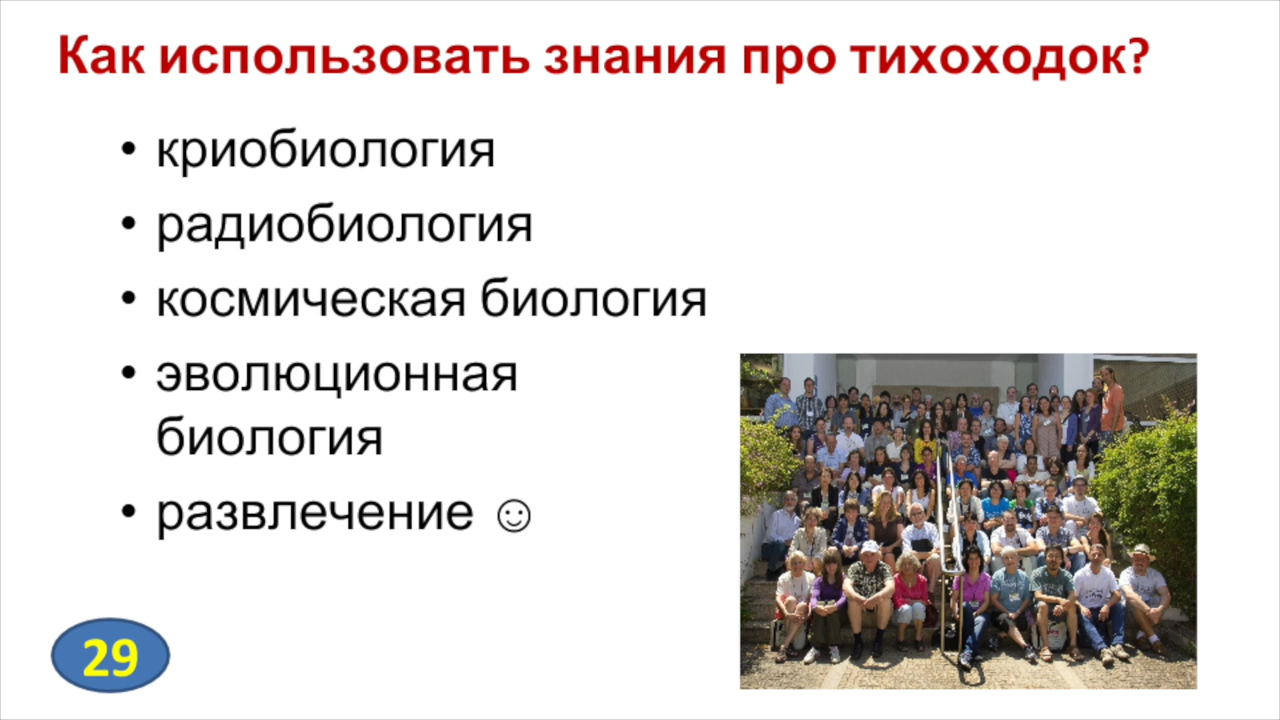 Как использовать знания про тихоходок?
• криобиология
• радиобиология
• космическая биология
• эволюционная
биология
• развлечение ☺
29